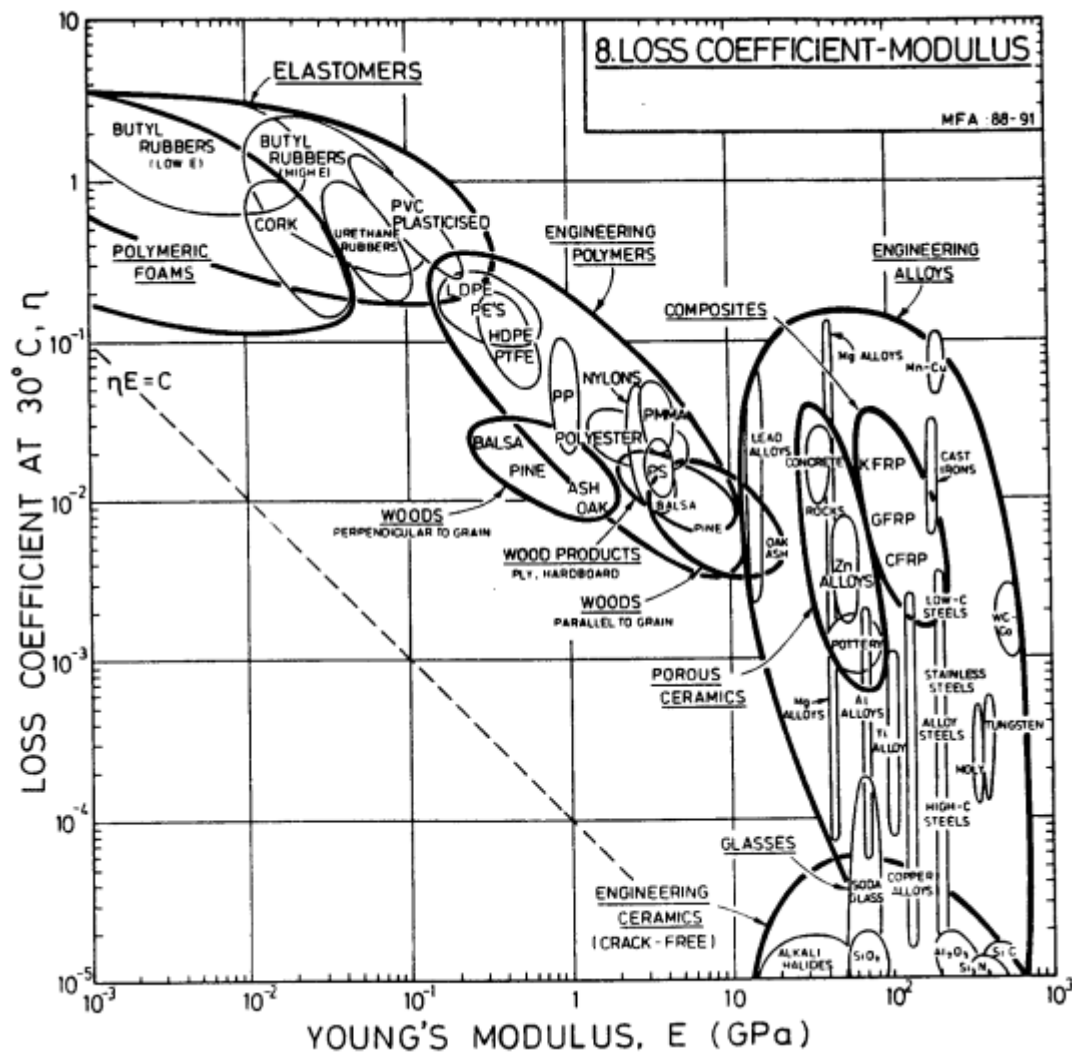 8. LOSS COEFFICIENT-MODULUS
MFA : 88-91
10
1
10⁻¹
10⁻²
10⁻³
10⁻⁴
10⁻⁵
LOSS COEFFICIENT AT 30°C, η
ELASTOMERS
BUTYL
RUBBERS
(LOW E)
BUTYL
RUBBERS
(HIGH E)
CORK
PVC
PLASTICISED
URETHANE
RUBBERS
POLYMERIC
FOAMS
ENGINEERING
POLYMERS
LDPE
PE'S
HDPE
PTFE
PP
NYLONS
PMMA
POLYESTER
PS
ηE = C
BALSA
PINE
ASH
OAK
WOODS
PERPENDICULAR TO GRAIN
BALSA
PINE
OAK
ASH
WOOD PRODUCTS
PLY, HARDBOARD
WOODS
PARALLEL TO GRAIN
ENGINEERING
ALLOYS
COMPOSITES
Mg ALLOYS
Mn-Cu
LEAD
ALLOYS
CONCRETE
KFRP
CAST
IRONS
ROCKS
GFRP
Zn
ALLOYS
CFRP
LOW-C
STEELS
WC-
Co
POTTERY
POROUS
CERAMICS
STAINLESS
STEELS
Mg
ALLOYS
Al
ALLOYS
Ti
ALLOY
ALLOY
STEELS
TUNGSTEN
MOLY
HIGH-C
STEELS
GLASSES
SODA
GLASS
COPPER
ALLOYS
ENGINEERING
CERAMICS
(CRACK-FREE)
ALKALI
HALIDES
SiO₂
Al₂O₃
SiC
Si₃N₄
10⁻³
10⁻²
10⁻¹
1
10
10²
10³
YOUNG'S MODULUS, E (GPa)